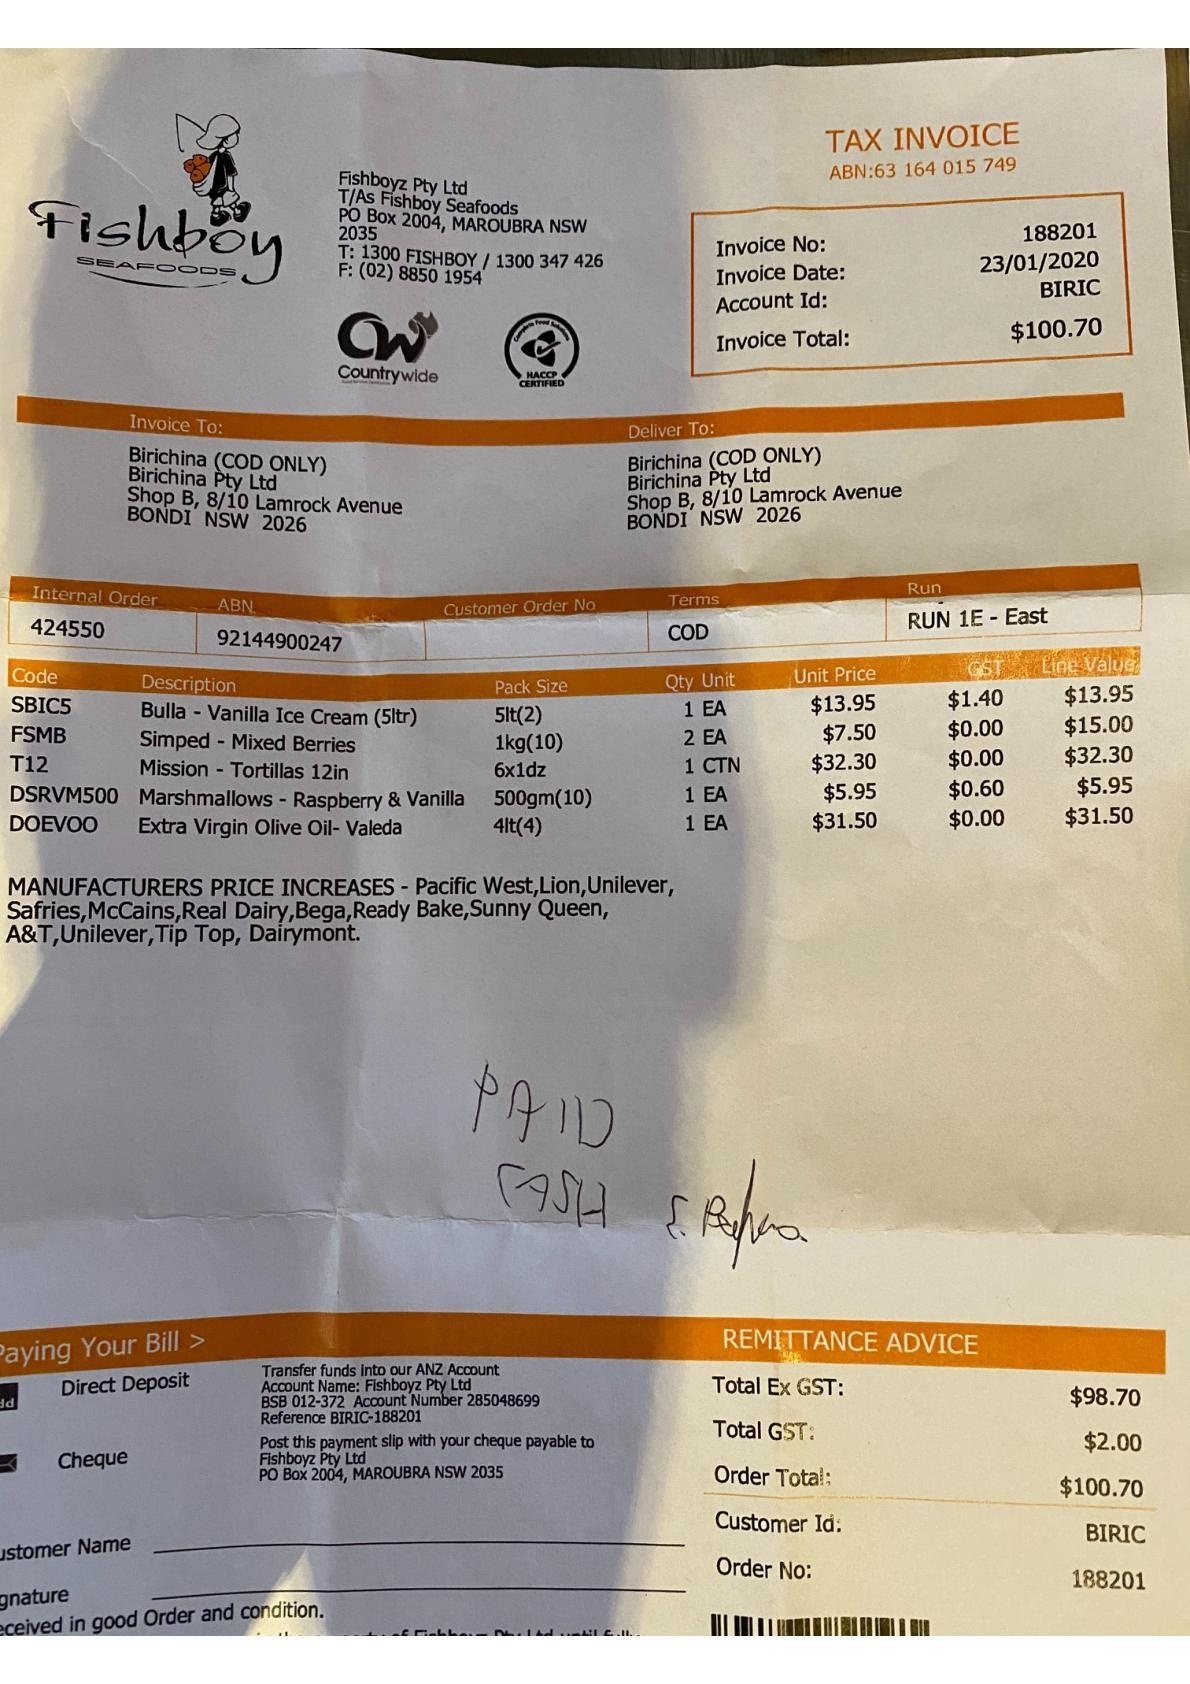 Fishboy
SEAFOODS
Fishboyz Pty Ltd
T/As Fishboy Seafoods
PO Box 2004, MAROUBRA NSW
2035
T: 1300 FISHBOY / 1300 347 426
F: (02) 8850 1954
CW
Countrywide
Complete Food Solutions
HACCP
CERTIFIED
TAX INVOICE
ABN:63 164 015 749
Invoice No: 188201
Invoice Date: 23/01/2020
Account Id: BIRIC
Invoice Total: $100.70
Invoice To:
Birichina (COD ONLY)
Birichina Pty Ltd
Shop B, 8/10 Lamrock Avenue
BONDI NSW 2026
Deliver To:
Birichina (COD ONLY)
Birichina Pty Ltd
Shop B, 8/10 Lamrock Avenue
BONDI NSW 2026
Internal Order ABN Customer Order No Terms Run
424550 92144900247 COD RUN 1E - East
Code Description Pack Size Qty Unit Unit Price GST Line Value
SBIC5 Bulla - Vanilla Ice Cream (5ltr) 5lt(2) 1 EA $13.95 $1.40 $13.95
FSMB Simped - Mixed Berries 1kg(10) 2 EA $7.50 $0.00 $15.00
T12 Mission - Tortillas 12in 6x1dz 1 CTN $32.30 $0.00 $32.30
DSRVM500 Marshmallows - Raspberry & Vanilla 500gm(10) 1 EA $5.95 $0.60 $5.95
DOEVOO Extra Virgin Olive Oil- Valeda 4lt(4) 1 EA $31.50 $0.00 $31.50
MANUFACTURERS PRICE INCREASES - Pacific West,Lion,Unilever,
Safries,McCains,Real Dairy,Bega,Ready Bake,Sunny Queen,
A&T,Unilever,Tip Top, Dairymont.
PAID
CASH
Paying Your Bill >
Direct Deposit
Transfer funds into our ANZ Account
Account Name: Fishboyz Pty Ltd
BSB 012-372 Account Number 285048699
Reference BIRIC-188201
Cheque
Post this payment slip with your cheque payable to
Fishboyz Pty Ltd
PO Box 2004, MAROUBRA NSW 2035
ustomer Name
gnature
eceived in good Order and condition.
REMITTANCE ADVICE
Total Ex GST: $98.70
Total GST: $2.00
Order Total: $100.70
Customer Id: BIRIC
Order No: 188201